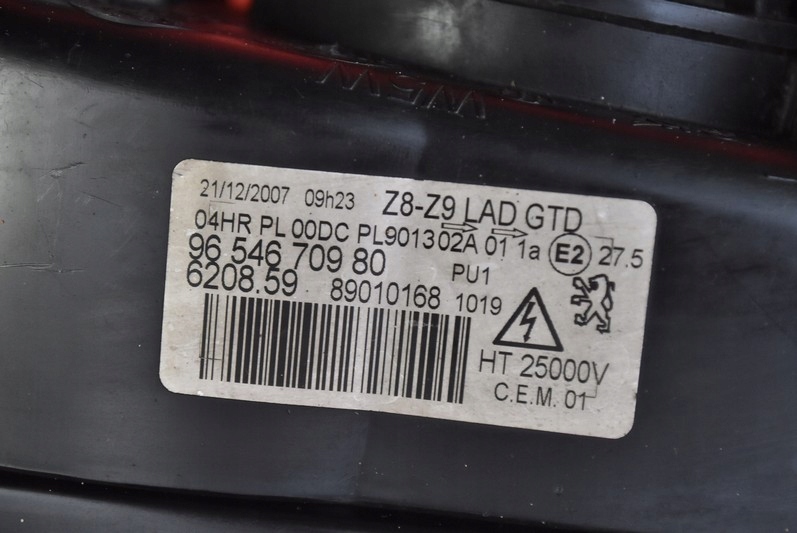 W5W
21/12/2007 09h23 Z8-Z9 LAD GTD
04HR PL 00DC PL901302A 01 1a E2 27.5
96 546 709 80 PU1
6208.59 89010168 1019
HT 25000V
C.E.M. 01